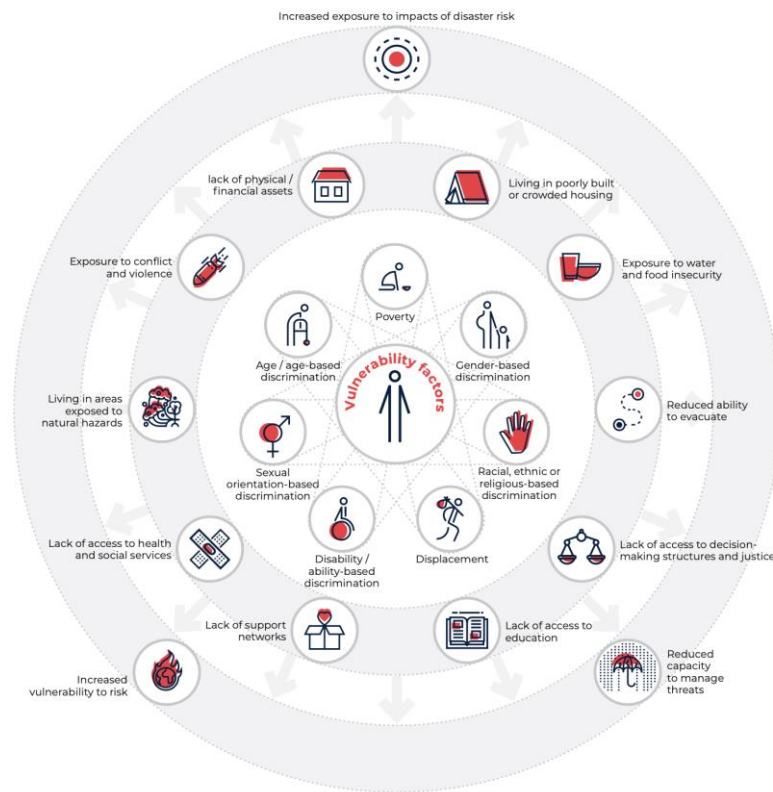 Increased exposure to impacts of disaster risk
lack of physical /
financial assets
Living in poorly built
or crowded housing
Exposure to conflict
and violence
Exposure to water
and food insecurity
Poverty
Age / age-based
discrimination
Gender-based
discrimination
Vulnerability factors
Living in areas
exposed to
natural hazards
Reduced ability
to evacuate
Sexual
orientation-based
discrimination
Racial, ethnic or
religious-based
discrimination
Disability /
ability-based
discrimination
Displacement
Lack of access to health
and social services
Lack of access to decision-
making structures and justice
Lack of support
networks
Lack of access to
education
Increased
vulnerability to risk
Reduced
capacity
to manage
threats